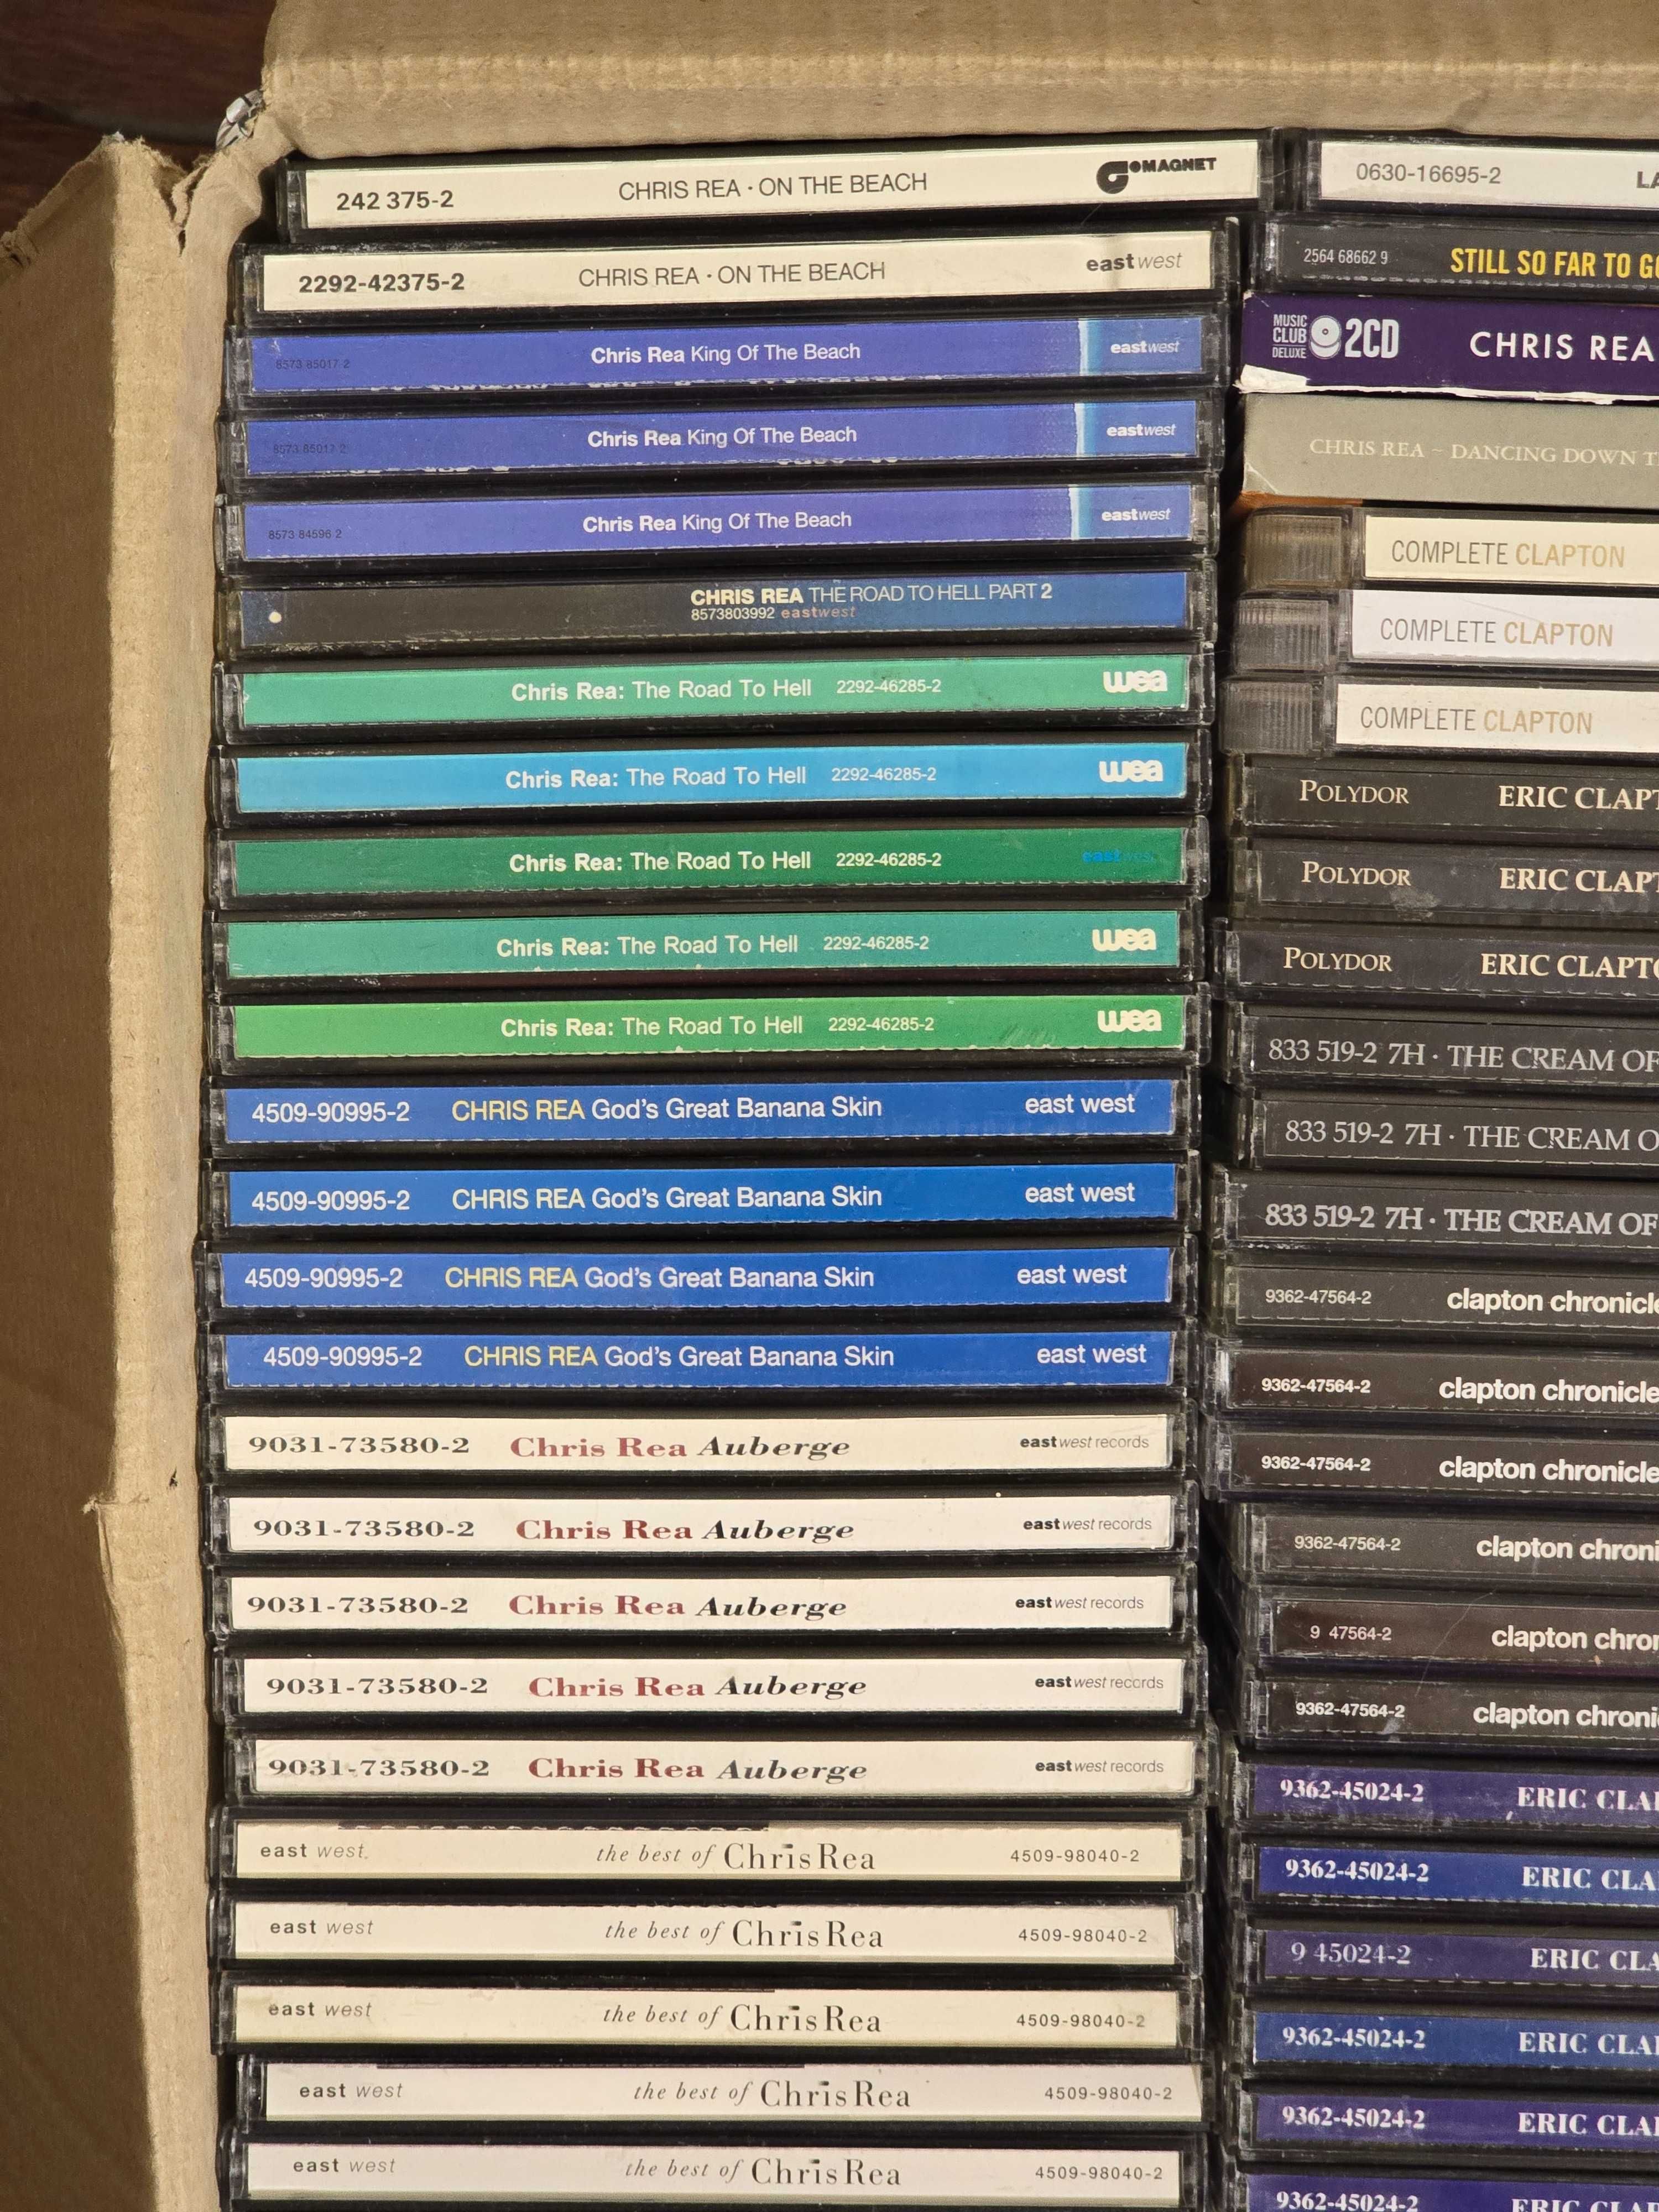 242 375-2 CHRIS REA · ON THE BEACH MAGNET
2292-42375-2 CHRIS REA · ON THE BEACH eastwest
8573 85017 2 Chris Rea King Of The Beach eastwest
8573 85017 2 Chris Rea King Of The Beach eastwest
8573 84596 2 Chris Rea King Of The Beach eastwest
CHRIS REA THE ROAD TO HELL PART 2
8573803992 eastwest
Chris Rea: The Road To Hell 2292-46285-2 wea
Chris Rea: The Road To Hell 2292-46285-2 wea
Chris Rea: The Road To Hell 2292-46285-2 eastwest
Chris Rea: The Road To Hell 2292-46285-2 wea
Chris Rea: The Road To Hell 2292-46285-2 wea
4509-90995-2 CHRIS REA God's Great Banana Skin east west
4509-90995-2 CHRIS REA God's Great Banana Skin east west
4509-90995-2 CHRIS REA God's Great Banana Skin east west
4509-90995-2 CHRIS REA God's Great Banana Skin east west
9031-73580-2 Chris Rea Auberge eastwest records
9031-73580-2 Chris Rea Auberge eastwest records
9031-73580-2 Chris Rea Auberge eastwest records
9031-73580-2 Chris Rea Auberge eastwest records
9031-73580-2 Chris Rea Auberge eastwest records
east west. the best of Chris Rea 4509-98040-2
east west the best of Chris Rea 4509-98040-2
east west the best of Chris Rea 4509-98040-2
east west the best of Chris Rea 4509-98040-2
east west the best of Chris Rea 4509-98040-2
0630-16695-2 LA
2564 68662 9 STILL SO FAR TO GO
MUSIC
CLUB
DELUXE
2CD CHRIS REA
CHRIS REA ~ DANCING DOWN T
COMPLETE CLAPTON
COMPLETE CLAPTON
COMPLETE CLAPTON
POLYDOR ERIC CLAPT
POLYDOR ERIC CLAPT
POLYDOR ERIC CLAPTO
833 519-2 7H · THE CREAM OF
833 519-2 7H · THE CREAM O
833 519-2 7H · THE CREAM OF
9362-47564-2 clapton chronicle
9362-47564-2 clapton chronicle
9362-47564-2 clapton chronicle
9362-47564-2 clapton chroni
9 47564-2 clapton chron
9362-47564-2 clapton chroni
9362-45024-2 ERIC CLA
9362-45024-2 ERIC CLA
9 45024-2 ERIC CLA
9362-45024-2 ERIC CLA
9362-45024-2 ERIC CLA
9362-45024-2 ERIC CLA